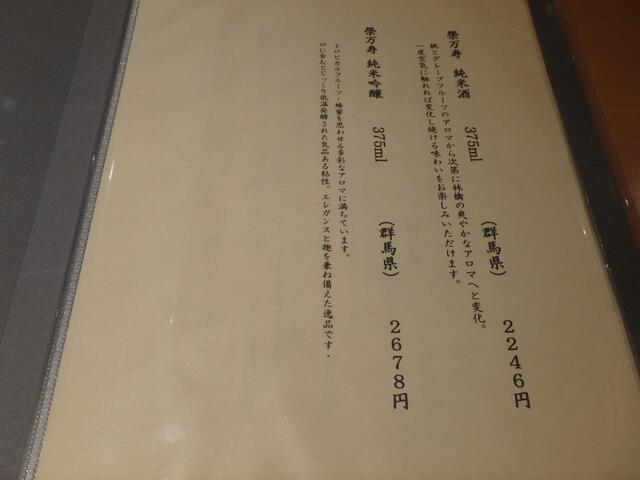 榮万寿 純米酒 375ml (群馬県) 2246円
桃とグレープフルーツのアロマから次第に林檎の爽やかなアロマへと変化。
一度空気に触れれば変化し続ける味わいをお楽しみいただけます。
榮万寿 純米吟醸 375ml (群馬県) 2678円
トロピカルフルーツ・蜂蜜を思わせる多彩なアロマに満ちています。
口に含むとじっくり低温発酵された気品ある粘性。エレガンスと趣を兼ね備えた逸品です・